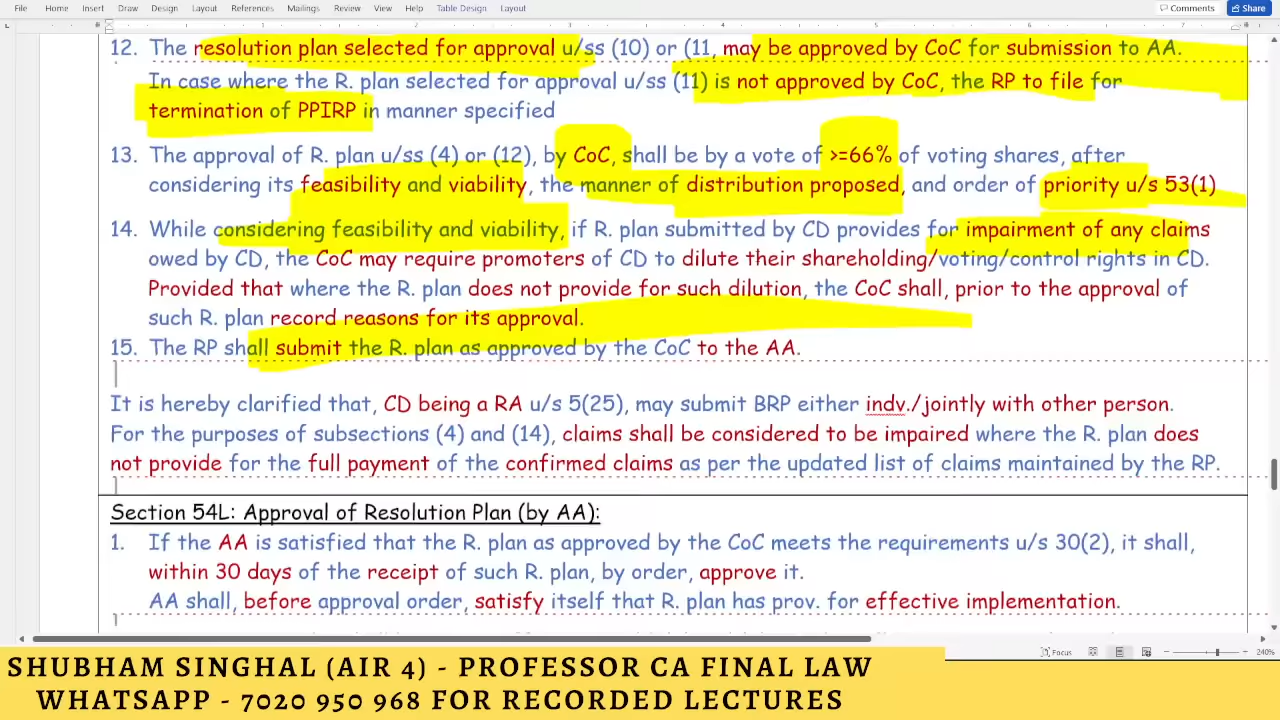 File Home Insert Draw Design Layout References Mailings Review View Help Table Design Layout Comments Share
1 2 3 4 5 6 7
12. The resolution plan selected for approval u/ss (10) or (11, may be approved by CoC for submission to AA.
In case where the R. plan selected for approval u/ss (11) is not approved by CoC, the RP to file for
termination of PPIRP in manner specified
13. The approval of R. plan u/ss (4) or (12), by CoC, shall be by a vote of >=66% of voting shares, after
considering its feasibility and viability, the manner of distribution proposed, and order of priority u/s 53(1)
14. While considering feasibility and viability, if R. plan submitted by CD provides for impairment of any claims
owed by CD, the CoC may require promoters of CD to dilute their shareholding/voting/control rights in CD.
Provided that where the R. plan does not provide for such dilution, the CoC shall, prior to the approval of
such R. plan record reasons for its approval.
15. The RP shall submit the R. plan as approved by the CoC to the AA.
It is hereby clarified that, CD being a RA u/s 5(25), may submit BRP either indv./jointly with other person.
For the purposes of subsections (4) and (14), claims shall be considered to be impaired where the R. plan does
not provide for the full payment of the confirmed claims as per the updated list of claims maintained by the RP.
Section 54L: Approval of Resolution Plan (by AA):
1. If the AA is satisfied that the R. plan as approved by the CoC meets the requirements u/s 30(2), it shall,
within 30 days of the receipt of such R. plan, by order, approve it.
AA shall, before approval order, satisfy itself that R. plan has prov. for effective implementation.
Focus 240%
SHUBHAM SINGHAL (AIR 4) - PROFESSOR CA FINAL LAW
WHATSAPP - 7020 950 968 FOR RECORDED LECTURES